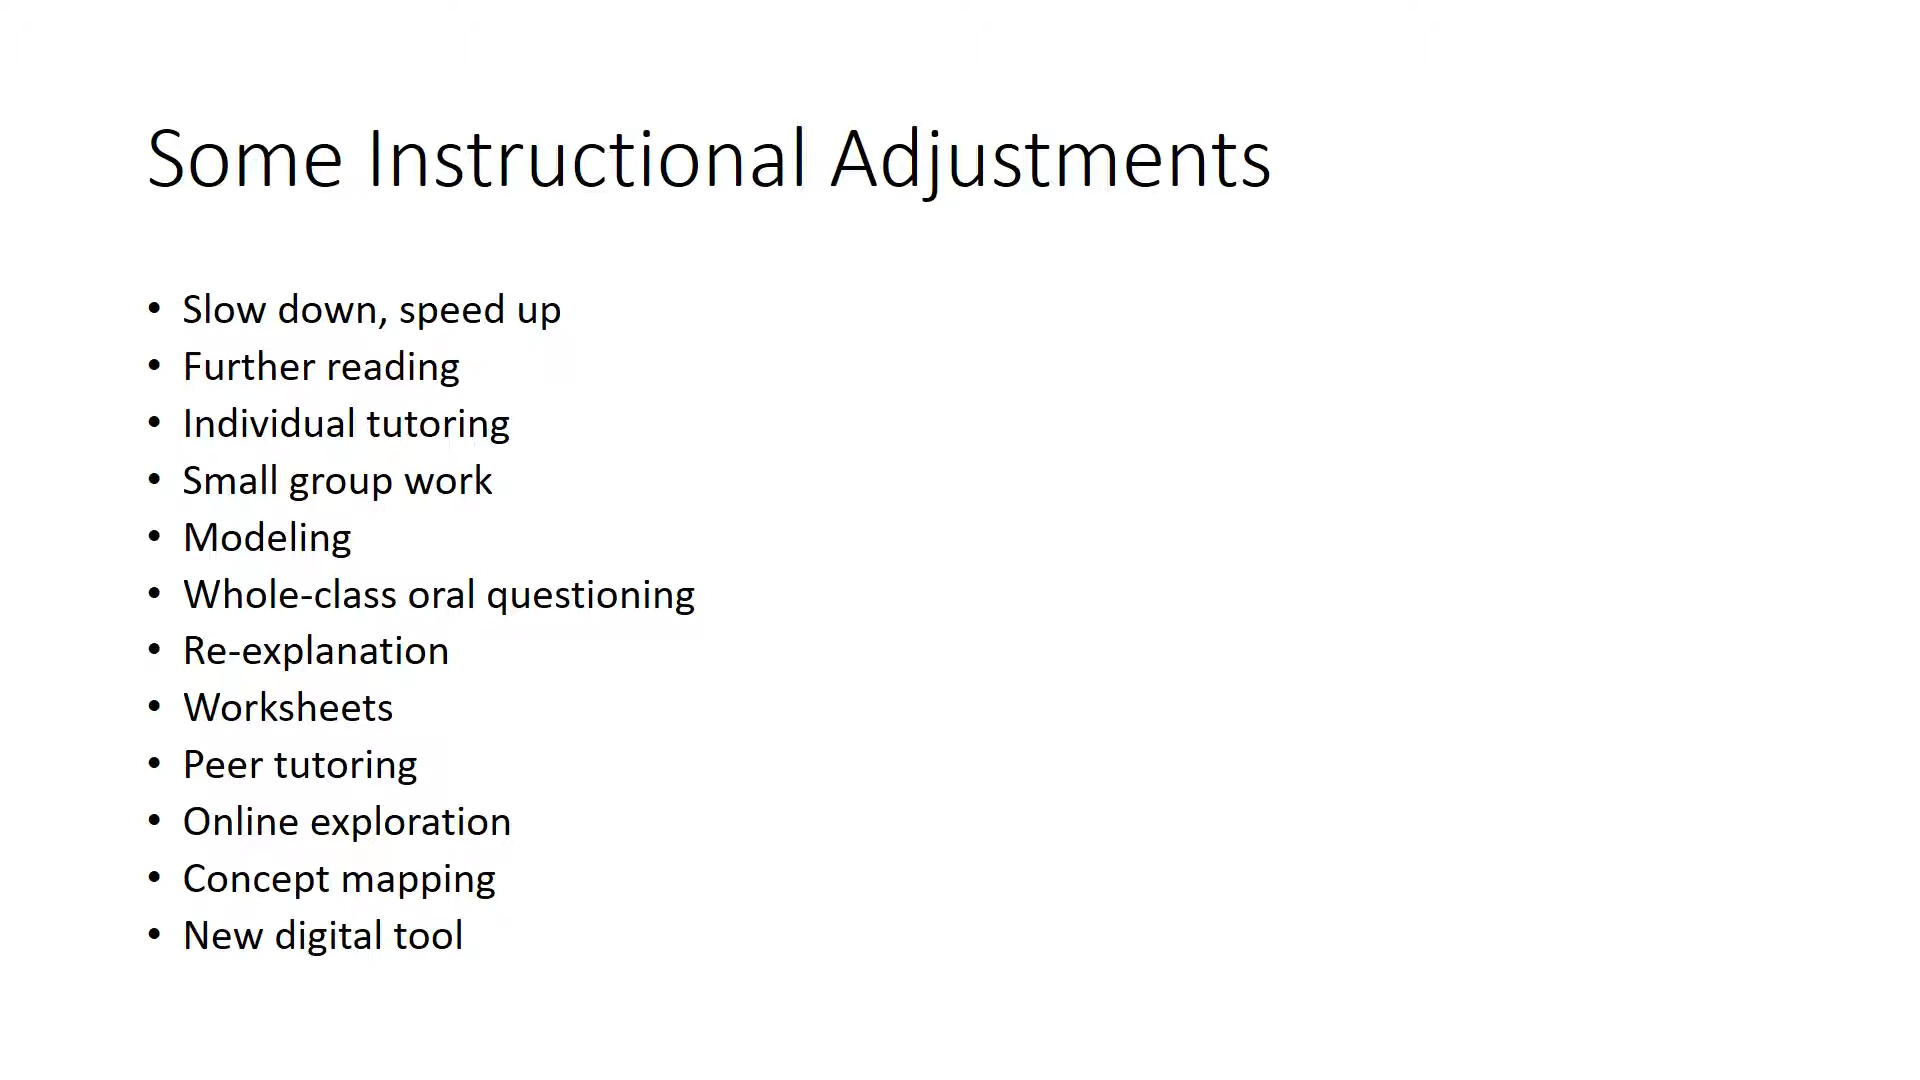 Some Instructional Adjustments
• Slow down, speed up
• Further reading
• Individual tutoring
• Small group work
• Modeling
• Whole-class oral questioning
• Re-explanation
• Worksheets
• Peer tutoring
• Online exploration
• Concept mapping
• New digital tool